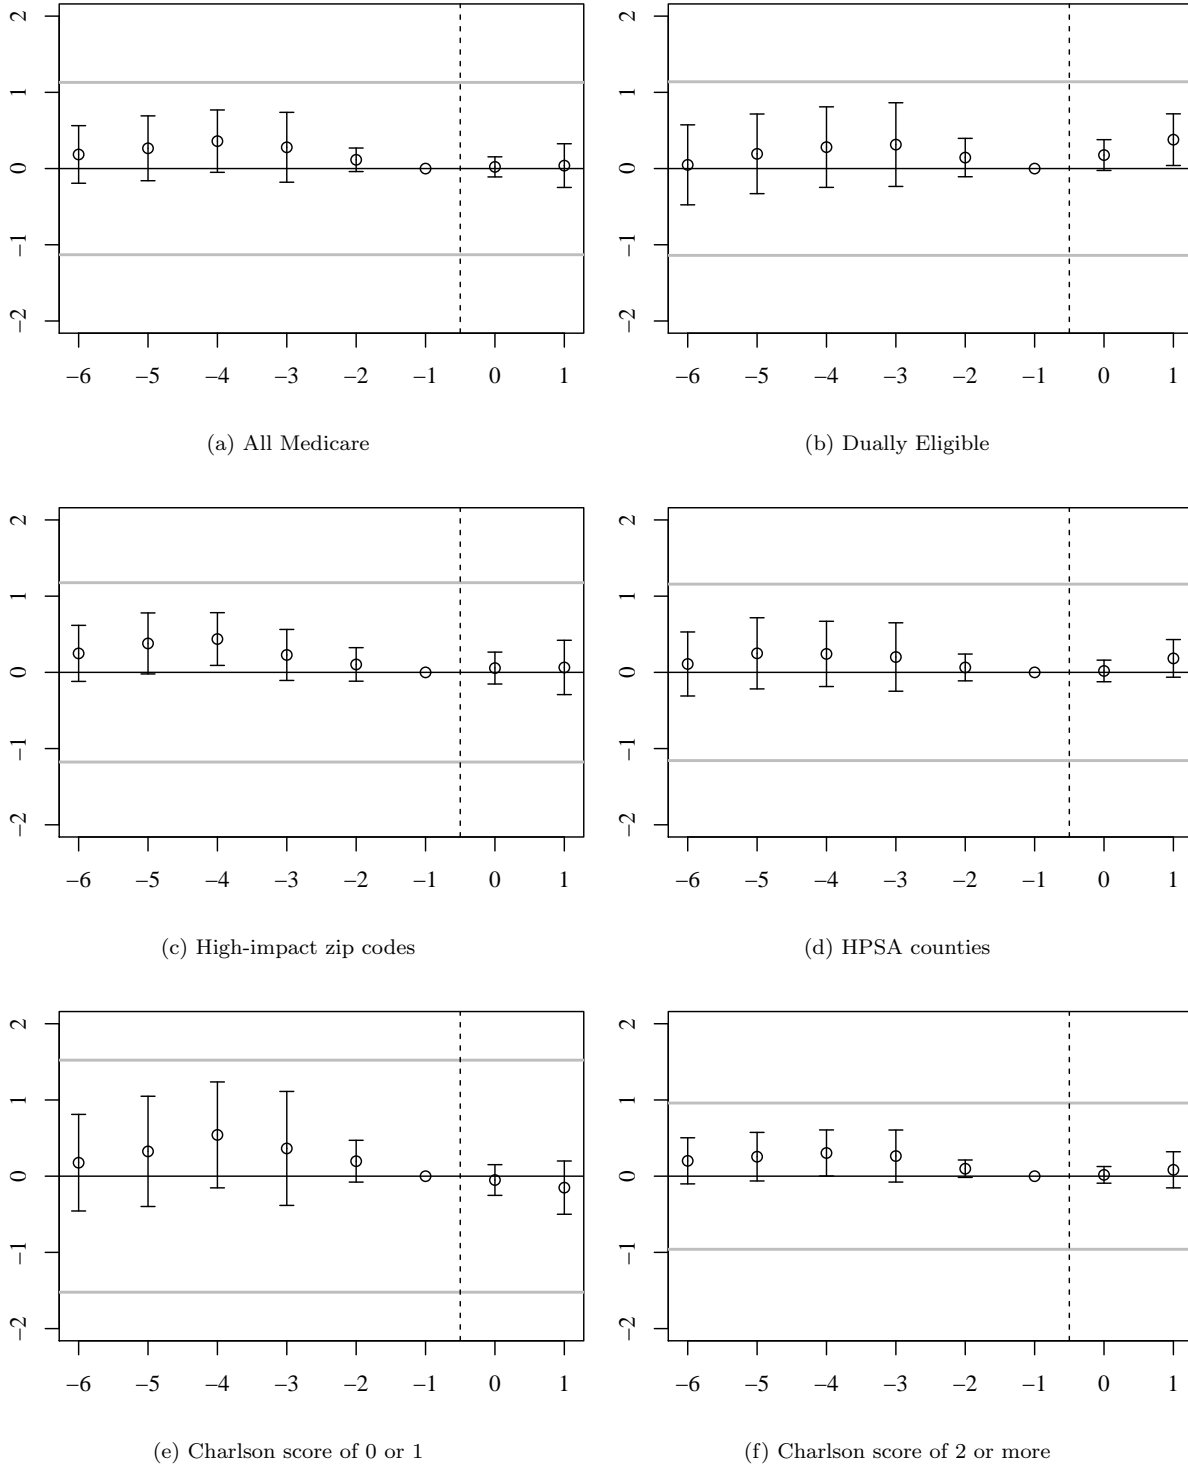 2 2
1 1
0 0
−1 −1
−2 −2
−6 −5 −4 −3 −2 −1 0 1 −6 −5 −4 −3 −2 −1 0 1
(a) All Medicare (b) Dually Eligible
2 2
1 1
0 0
−1 −1
−2 −2
−6 −5 −4 −3 −2 −1 0 1 −6 −5 −4 −3 −2 −1 0 1
(c) High-impact zip codes (d) HPSA counties
2 2
1 1
0 0
−1 −1
−2 −2
−6 −5 −4 −3 −2 −1 0 1 −6 −5 −4 −3 −2 −1 0 1
(e) Charlson score of 0 or 1 (f) Charlson score of 2 or more